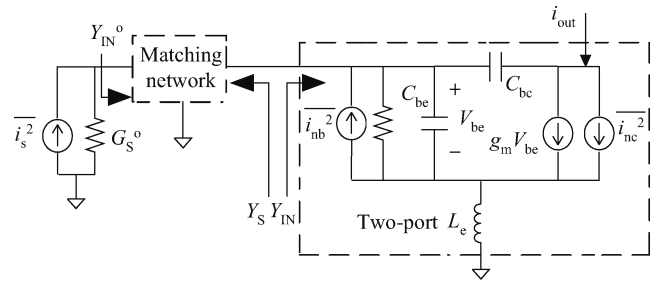 i_out
Y_IN^o
Matching
network
C_be
+
C_bc
i_s^2
G_S^o
i_nb^2
V_be
g_mV_be
i_nc^2
−
Y_S Y_IN
Two-port L_e